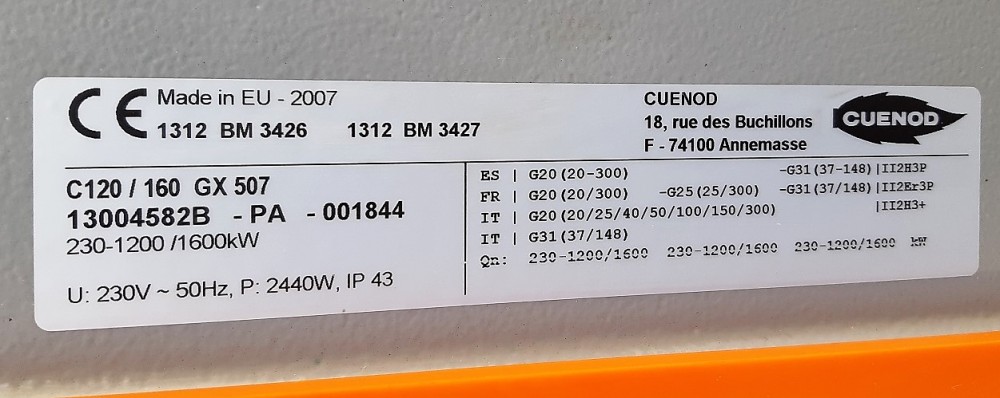 CE Made in EU - 2007
1312 BM 3426 1312 BM 3427
CUENOD
18, rue des Buchillons
F - 74100 Annemasse
CUENOD
C120 / 160 GX 507
13004582B - PA - 001844
230-1200 /1600kW
U: 230V ~ 50Hz, P: 2440W, IP 43
ES | G20 (20-300) -G31 (37-148) |II2H3P
FR | G20 (20/300) -G25 (25/300) -G31 (37/148) |II2Er3P
IT | G20 (20/25/40/50/100/150/300) |II2H3+
IT | G31 (37/148)
Qn: 230-1200/1600 230-1200/1600 230-1200/1600